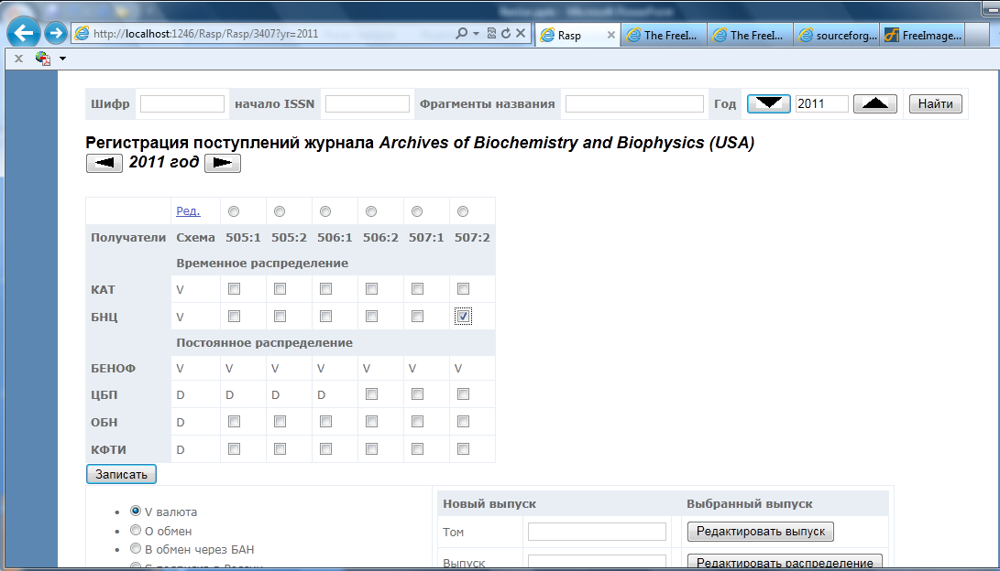 http://localhost:1246/Rasp/Rasp/3407?yr=2011 Rasp The FreeI... The FreeI... sourceforg... FreeImage...
Шифр начало ISSN Фрагменты названия Год 2011 Найти
Регистрация поступлений журнала Archives of Biochemistry and Biophysics (USA)
2011 год
Ред.
Получатели Схема 505:1 505:2 506:1 506:2 507:1 507:2
Временное распределение
КАТ V
БНЦ V
Постоянное распределение
БЕНОФ V V V V V V V
ЦБП D D D D
ОБН D
КФТИ D
Записать
Новый выпуск Выбранный выпуск
V валюта
Том Редактировать выпуск
О обмен
В обмен через БАН
Выпуск Редактировать распределение